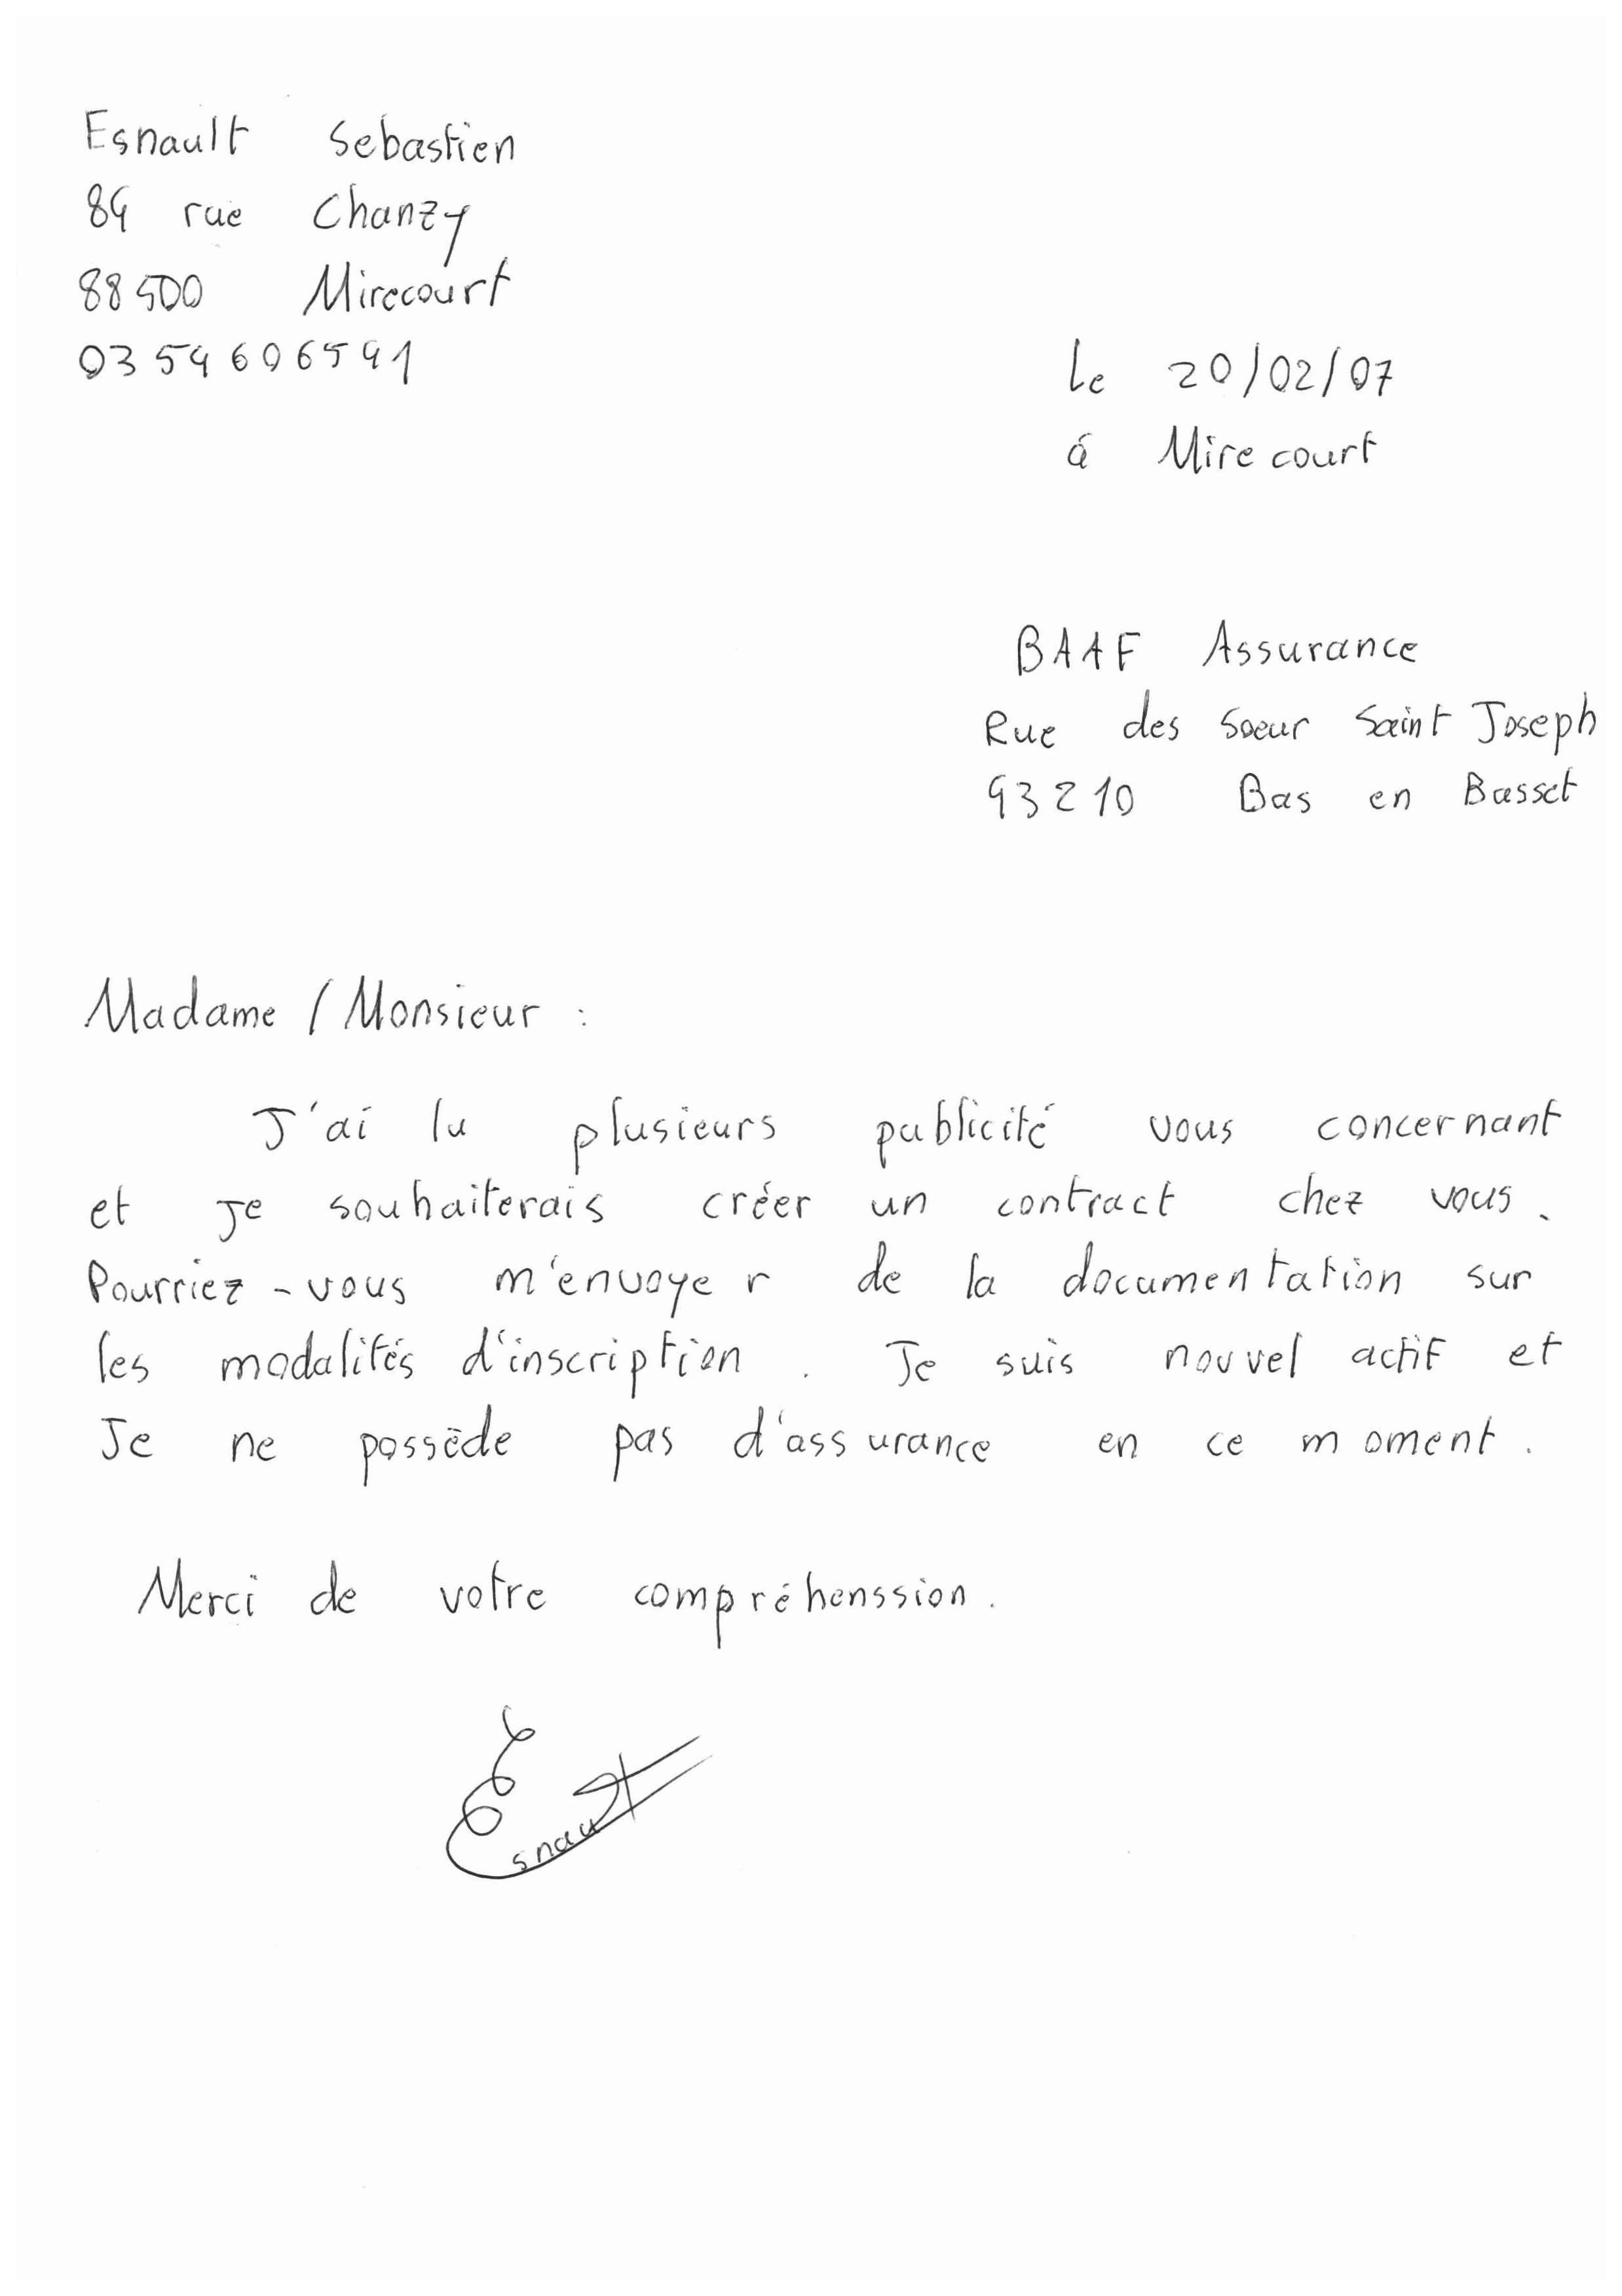 Esnault Sebastien
84 rue Chanzy
88500 Mirecourt
0354606541
Le 20/02/07
à Mirecourt
BAAF Assurance
Rue des Soeur Saint Joseph
43210 Bas en Basset
Madame / Monsieur :
J'ai lu plusieurs publicité vous concernant
et je souhaiterais créer un contract chez vous.
Pourriez-vous m'envoyer de la documentation sur
les modalités d'inscription. Je suis nouvel actif et
Je ne possède pas d'assurance en ce moment.
Merci de votre compréhenssion.
Esnault